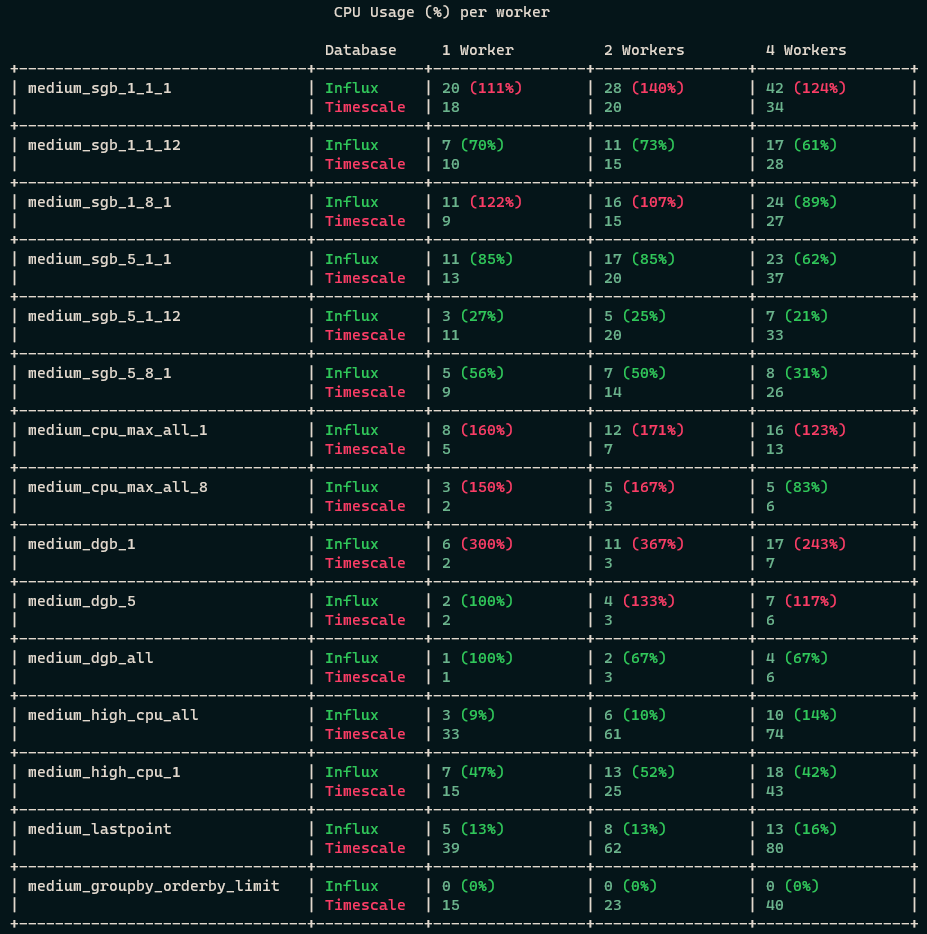 CPU Usage (%) per worker
Database 1 Worker 2 Workers 4 Workers
medium_sgb_1_1_1 Influx 20 (111%) 28 (140%) 42 (124%)
Timescale 18 20 34
medium_sgb_1_1_12 Influx 7 (70%) 11 (73%) 17 (61%)
Timescale 10 15 28
medium_sgb_1_8_1 Influx 11 (122%) 16 (107%) 24 (89%)
Timescale 9 15 27
medium_sgb_5_1_1 Influx 11 (85%) 17 (85%) 23 (62%)
Timescale 13 20 37
medium_sgb_5_1_12 Influx 3 (27%) 5 (25%) 7 (21%)
Timescale 11 20 33
medium_sgb_5_8_1 Influx 5 (56%) 7 (50%) 8 (31%)
Timescale 9 14 26
medium_cpu_max_all_1 Influx 8 (160%) 12 (171%) 16 (123%)
Timescale 5 7 13
medium_cpu_max_all_8 Influx 3 (150%) 5 (167%) 5 (83%)
Timescale 2 3 6
medium_dgb_1 Influx 6 (300%) 11 (367%) 17 (243%)
Timescale 2 3 7
medium_dgb_5 Influx 2 (100%) 4 (133%) 7 (117%)
Timescale 2 3 6
medium_dgb_all Influx 1 (100%) 2 (67%) 4 (67%)
Timescale 1 3 6
medium_high_cpu_all Influx 3 (9%) 6 (10%) 10 (14%)
Timescale 33 61 74
medium_high_cpu_1 Influx 7 (47%) 13 (52%) 18 (42%)
Timescale 15 25 43
medium_lastpoint Influx 5 (13%) 8 (13%) 13 (16%)
Timescale 39 62 80
medium_groupby_orderby_limit Influx 0 (0%) 0 (0%) 0 (0%)
Timescale 15 23 40